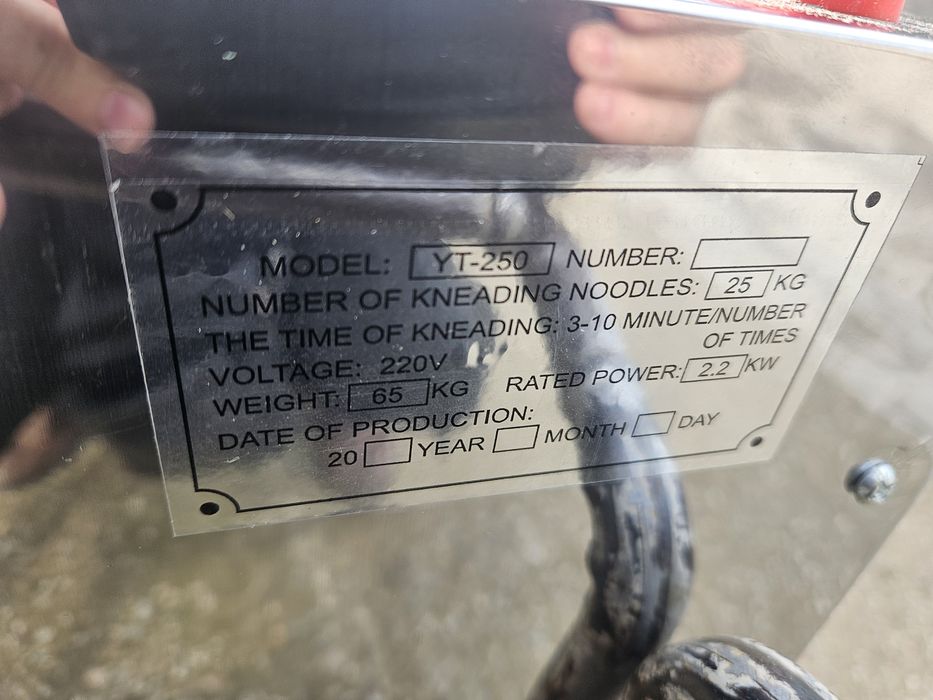 MODEL: YT-250 NUMBER:
NUMBER OF KNEADING NOODLES: 25 KG
THE TIME OF KNEADING: 3-10 MINUTE/NUMBER
OF TIMES
VOLTAGE: 220V
WEIGHT: 65 KG RATED POWER: 2.2 KW
DATE OF PRODUCTION:
20 YEAR MONTH DAY